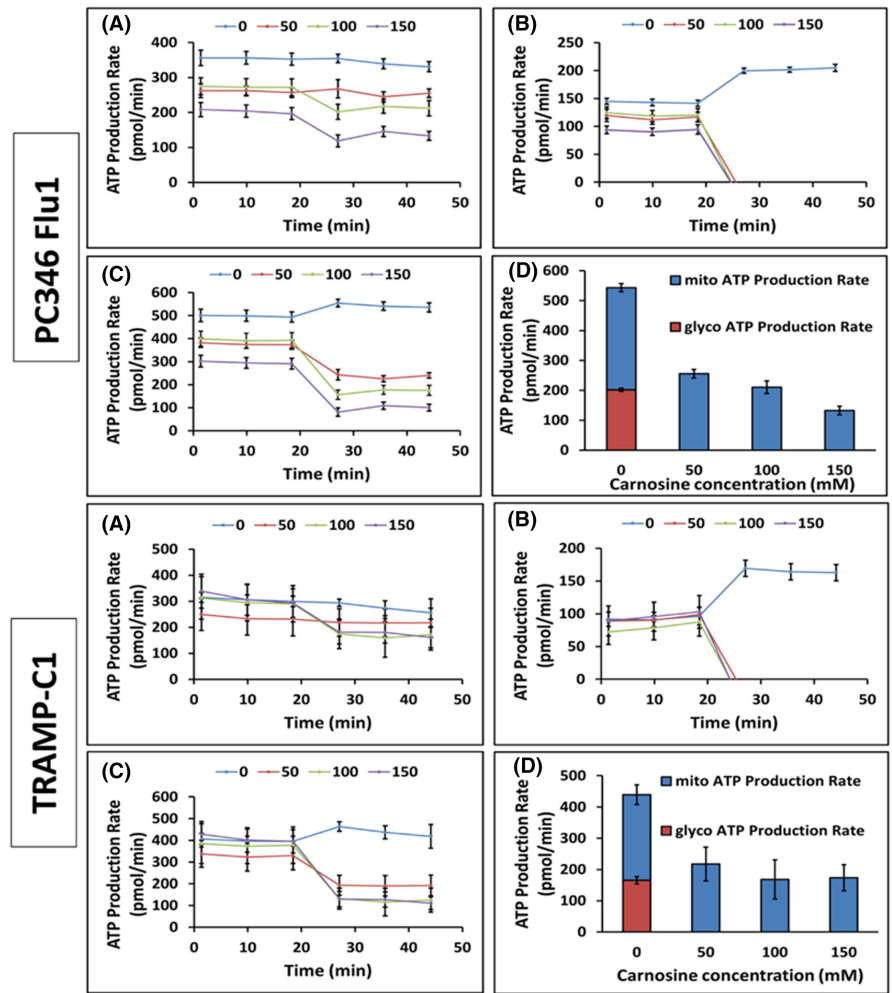 PC346 Flu1
(A)
0 50 100 150
ATP Production Rate
(pmol/min)
400
300
200
100
0
0 10 20 30 40 50
Time (min)
(B)
0 50 100 150
ATP Production Rate
(pmol/min)
250
200
150
100
50
0
0 10 20 30 40 50
Time (min)
(C)
0 50 100 150
ATP Production Rate
(pmol/min)
600
500
400
300
200
100
0
0 10 20 30 40 50
Time (min)
(D)
mito ATP Production Rate
glyco ATP Production Rate
ATP Production Rate
(pmol/min)
600
500
400
300
200
100
0
0 50 100 150
Carnosine concentration (mM)
TRAMP-C1
(A)
0 50 100 150
ATP Production Rate
(pmol/min)
500
400
300
200
100
0
0 10 20 30 40 50
Time (min)
(B)
0 50 100 150
ATP Production Rate
(pmol/min)
200
150
100
50
0
0 10 20 30 40 50
Time (min)
(C)
0 50 100 150
ATP Production Rate
(pmol/min)
600
500
400
300
200
100
0
0 10 20 30 40 50
Time (min)
(D)
mito ATP Production Rate
glyco ATP Production Rate
ATP Production Rate
(pmol/min)
500
400
300
200
100
0
0 50 100 150
Carnosine concentration (mM)